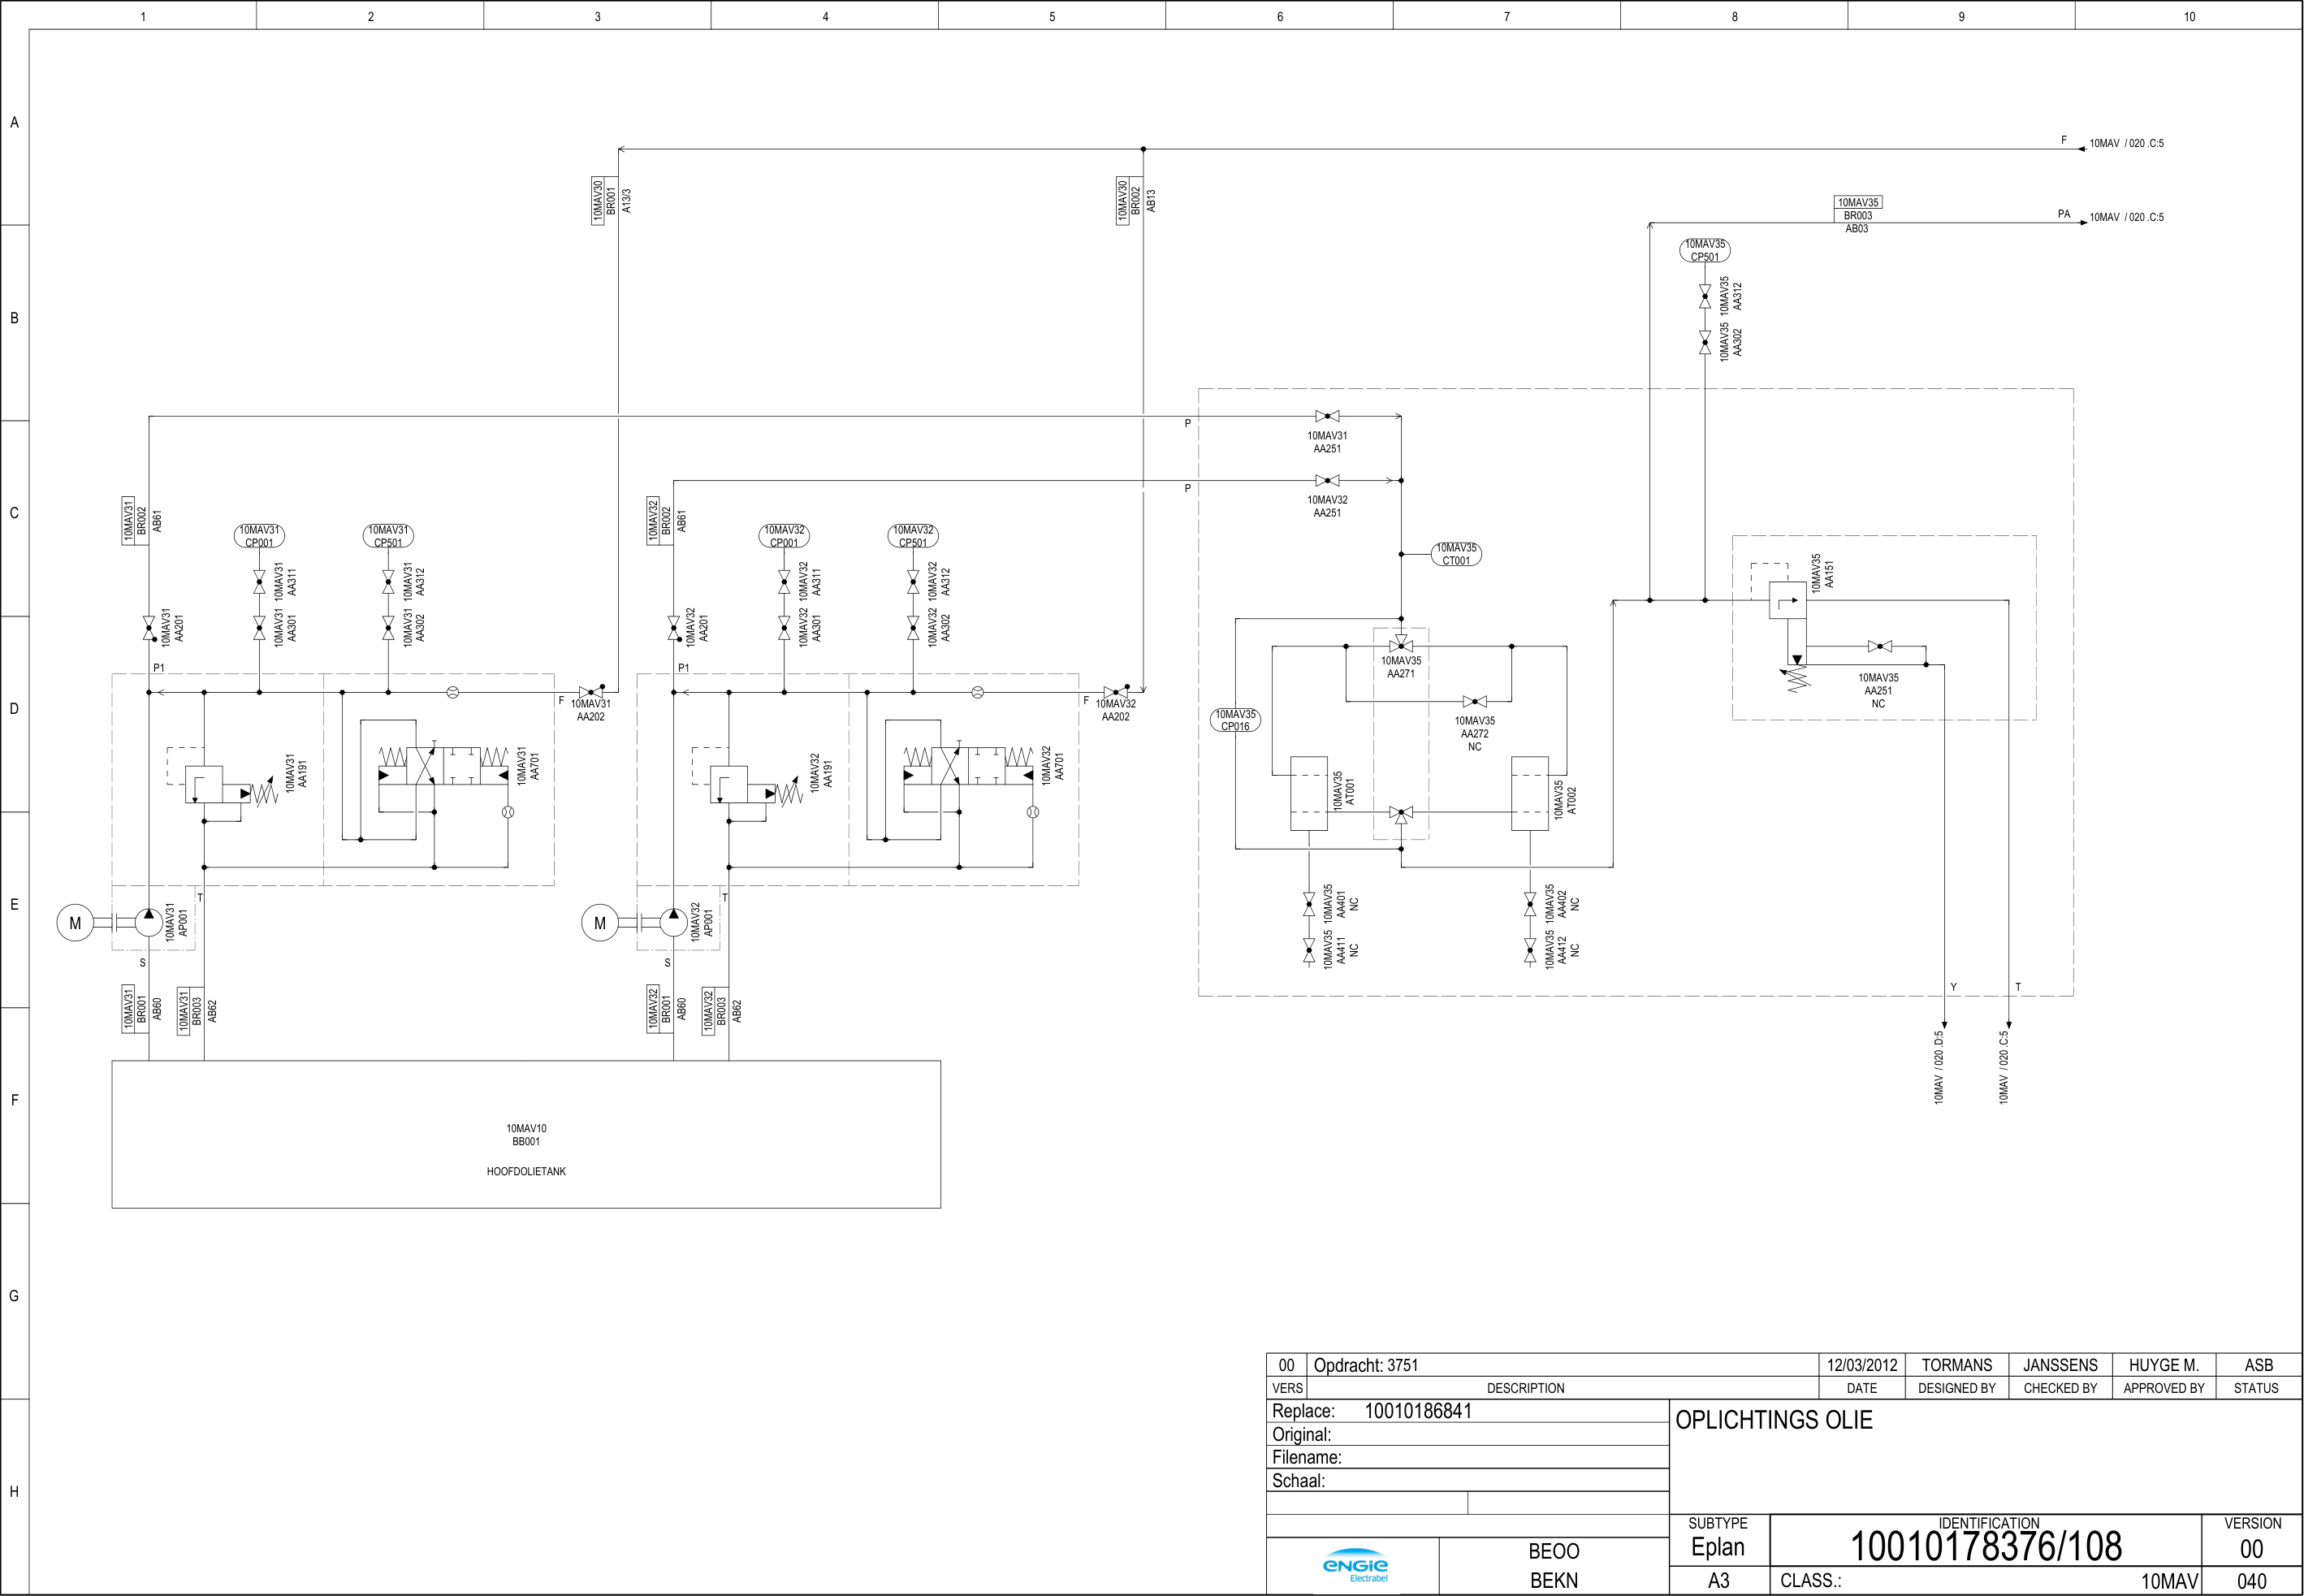 1 2 3 4 5 6 7 8 9 10
A
B
C
D
E
F
G
H
F
10MAV / 020 .C:5
PA
10MAV / 020 .C:5
10MAV30
BR001
A13/3
10MAV30
BR002
AB13
10MAV35
BR003
AB03
10MAV35
CP501
10MAV35
AA312
10MAV35
AA302
P
10MAV31
AA251
P
10MAV32
AA251
10MAV31
BR002
AB61
10MAV31
CP001
10MAV31
CP501
10MAV31
AA311
10MAV31
AA312
10MAV31
AA201
10MAV31
AA301
10MAV31
AA302
P1
F
10MAV31
AA202
10MAV31
AA191
10MAV31
AA701
M
10MAV31
AP001
T
S
10MAV31
BR001
AB60
10MAV31
BR003
AB62
10MAV32
BR002
AB61
10MAV32
CP001
10MAV32
CP501
10MAV32
AA311
10MAV32
AA312
10MAV32
AA201
10MAV32
AA301
10MAV32
AA302
P1
F
10MAV32
AA202
10MAV32
AA191
10MAV32
AA701
M
10MAV32
AP001
T
S
10MAV32
BR001
AB60
10MAV32
BR003
AB62
10MAV35
CT001
10MAV35
AA271
10MAV35
CP016
10MAV35
AA272
NC
10MAV35
AT001
10MAV35
AT002
10MAV35
AA401
NC
10MAV35
AA411
NC
10MAV35
AA402
NC
10MAV35
AA412
NC
10MAV35
AA151
10MAV35
AA251
NC
Y
T
10MAV / 020 .D:5
10MAV / 020 .C:5
10MAV10
BB001
HOOFDOLIETANK
00 Opdracht: 3751 12/03/2012 TORMANS JANSSENS HUYGE M. ASB
VERS DESCRIPTION DATE DESIGNED BY CHECKED BY APPROVED BY STATUS
Replace: 10010186841
Original:
Filename:
Schaal:
OPLICHTINGS OLIE
ENGIE
Electrabel
BEOO
BEKN
SUBTYPE IDENTIFICATION VERSION
Eplan 10010178376/108 00
A3 CLASS.: 10MAV 040